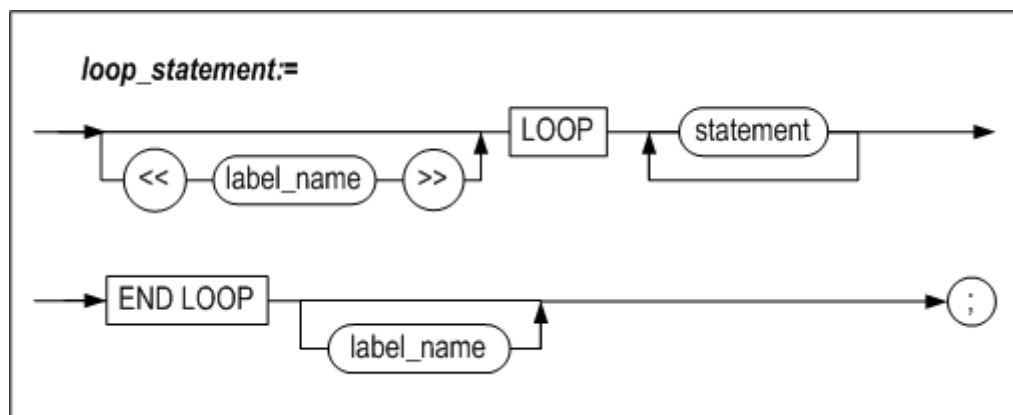 loop_statement:=
LOOP statement
<< label_name >>
END LOOP ;
label_name